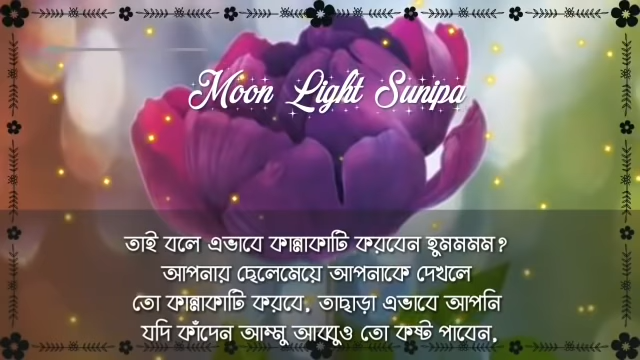 Moon Light Sunipa
তাই বলে এভাবে কান্নাকাটি করবেন হুমমমম?
আপনার ছেলেমেয়ে আপনাকে দেখলে
তো কান্নাকাটি করবে, তাছাড়া এভাবে আপনি
যদি কাঁদেন আম্মু আব্বুও তো কষ্ট পাবেন,